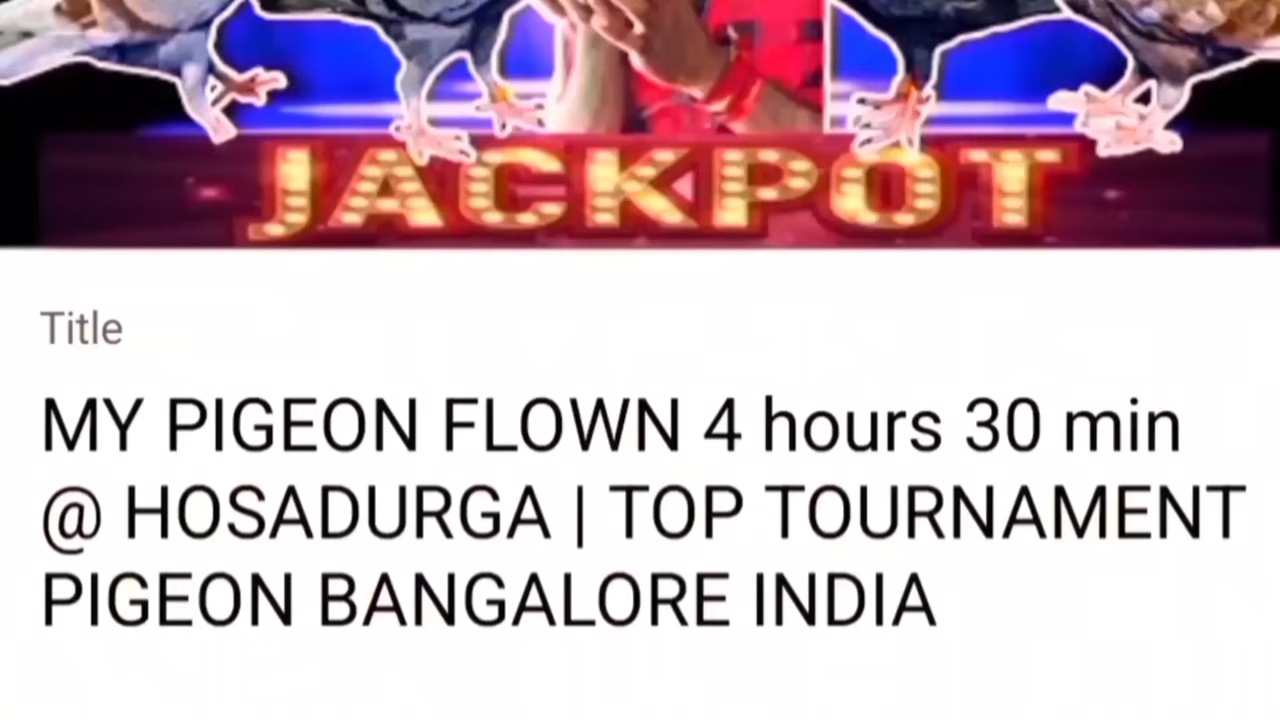 JACKPOT
Title
MY PIGEON FLOWN 4 hours 30 min
@ HOSADURGA | TOP TOURNAMENT
PIGEON BANGALORE INDIA